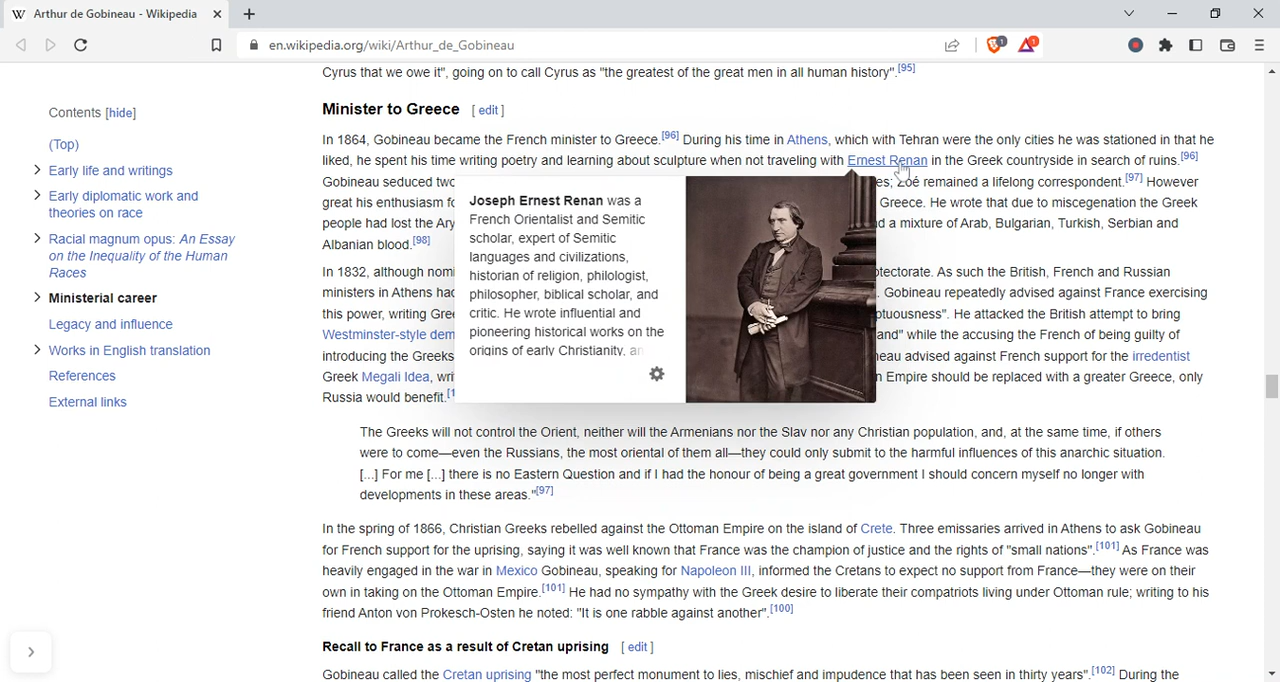 Arthur de Gobineau - Wikipedia
en.wikipedia.org/wiki/Arthur_de_Gobineau
1
1
Contents [hide]
(Top)
Early life and writings
Early diplomatic work and
theories on race
Racial magnum opus: An Essay
on the Inequality of the Human
Races
Ministerial career
Legacy and influence
Works in English translation
References
External links
Cyrus that we owe it", going on to call Cyrus as "the greatest of the great men in all human history".[95]
Minister to Greece [ edit ]
In 1864, Gobineau became the French minister to Greece.[96] During his time in Athens, which with Tehran were the only cities he was stationed in that he
liked, he spent his time writing poetry and learning about sculpture when not traveling with Ernest Renan in the Greek countryside in search of ruins.[96]
Gobineau seduced two es; Zoé remained a lifelong correspondent.[97] However
great his enthusiasm fo Greece. He wrote that due to miscegenation the Greek
people had lost the Ary d a mixture of Arab, Bulgarian, Turkish, Serbian and
Albanian blood.[98]
In 1832, although nomi otectorate. As such the British, French and Russian
ministers in Athens had . Gobineau repeatedly advised against France exercising
this power, writing Gree ptuousness". He attacked the British attempt to bring
Westminster-style dem and" while the accusing the French of being guilty of
introducing the Greeks eau advised against French support for the irredentist
Greek Megali Idea, wri n Empire should be replaced with a greater Greece, only
Russia would benefit.[1
Joseph Ernest Renan was a
French Orientalist and Semitic
scholar, expert of Semitic
languages and civilizations,
historian of religion, philologist,
philosopher, biblical scholar, and
critic. He wrote influential and
pioneering historical works on the
origins of early Christianity, an
The Greeks will not control the Orient, neither will the Armenians nor the Slav nor any Christian population, and, at the same time, if others
were to come—even the Russians, the most oriental of them all—they could only submit to the harmful influences of this anarchic situation.
[...] For me [...] there is no Eastern Question and if I had the honour of being a great government I should concern myself no longer with
developments in these areas."[97]
In the spring of 1866, Christian Greeks rebelled against the Ottoman Empire on the island of Crete. Three emissaries arrived in Athens to ask Gobineau
for French support for the uprising, saying it was well known that France was the champion of justice and the rights of "small nations".[101] As France was
heavily engaged in the war in Mexico Gobineau, speaking for Napoleon III, informed the Cretans to expect no support from France—they were on their
own in taking on the Ottoman Empire.[101] He had no sympathy with the Greek desire to liberate their compatriots living under Ottoman rule; writing to his
friend Anton von Prokesch-Osten he noted: "It is one rabble against another".[100]
Recall to France as a result of Cretan uprising [ edit ]
Gobineau called the Cretan uprising "the most perfect monument to lies, mischief and impudence that has been seen in thirty years".[102] During the